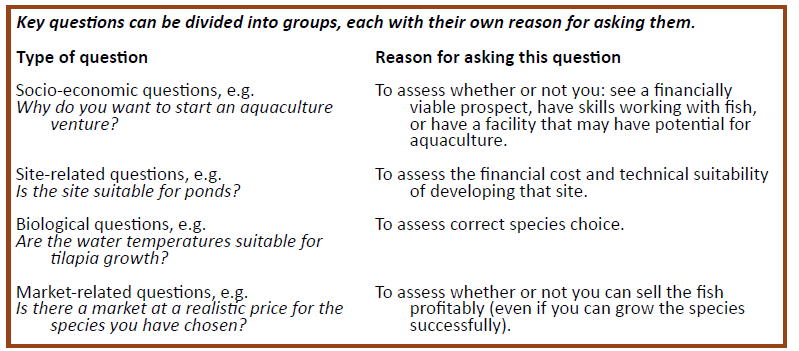 Key questions can be divided into groups, each with their own reason for asking them.
Type of question
Reason for asking this question
Socio-economic questions, e.g.
Why do you want to start an aquaculture
venture?
To assess whether or not you: see a financially
viable prospect, have skills working with fish,
or have a facility that may have potential for
aquaculture.
Site-related questions, e.g.
Is the site suitable for ponds?
To assess the financial cost and technical suitability
of developing that site.
Biological questions, e.g.
Are the water temperatures suitable for
tilapia growth?
To assess correct species choice.
Market-related questions, e.g.
Is there a market at a realistic price for the
species you have chosen?
To assess whether or not you can sell the fish
profitably (even if you can grow the species
successfully).